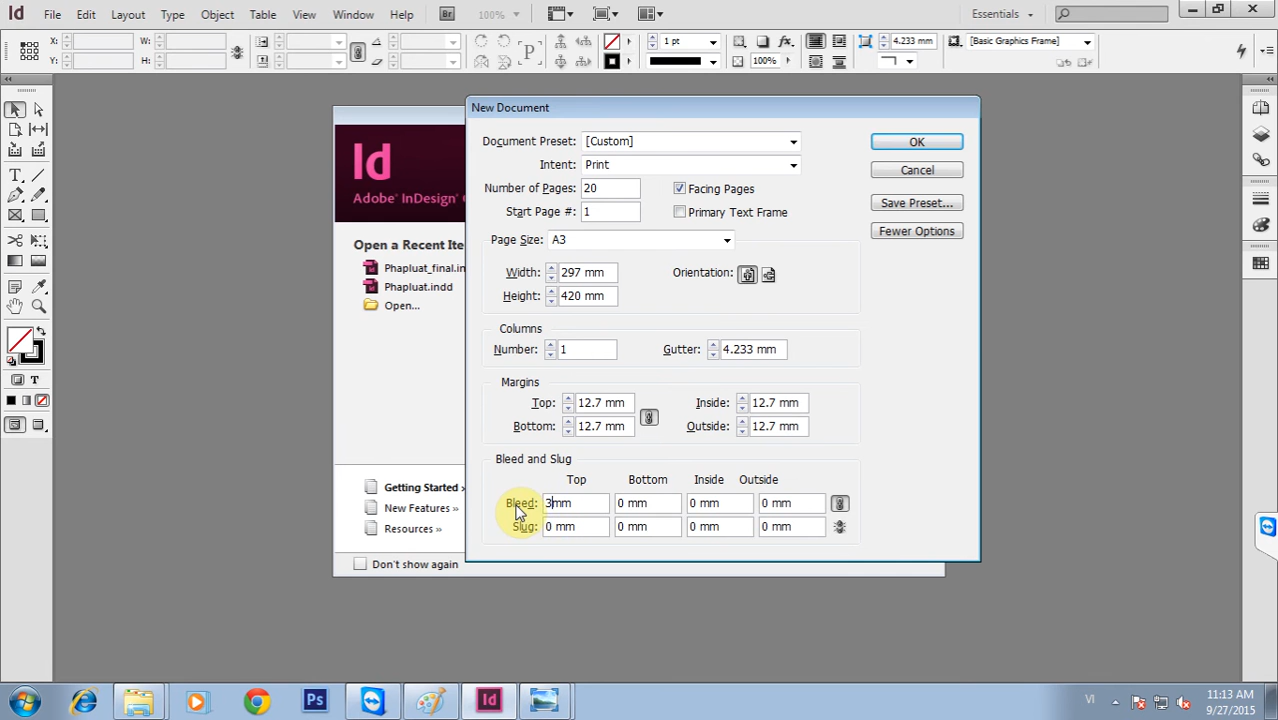 Id File Edit Layout Type Object Table View Window Help Br 100% Essentials
X: W: 1 pt fx 4.233 mm [Basic Graphics Frame]
Y: H: P 100%
New Document
Document Preset: [Custom] OK
Intent: Print Cancel
Number of Pages: 20 Facing Pages
Start Page #: 1 Primary Text Frame Save Preset...
Fewer Options
Page Size: A3
Width: 297 mm Orientation:
Height: 420 mm
Columns
Number: 1 Gutter: 4.233 mm
Margins
Top: 12.7 mm Inside: 12.7 mm
Bottom: 12.7 mm Outside: 12.7 mm
Bleed and Slug
Top Bottom Inside Outside
Bleed: 3mm 0 mm 0 mm 0 mm
Slug: 0 mm 0 mm 0 mm 0 mm
Id
Adobe® InDesign®
Open a Recent Ite
Phapluat_final.in
Phapluat.indd
Open...
Getting Started »
New Features »
Resources »
Don't show again
T
T
Ps Id VI 11:13 AM
9/27/2015